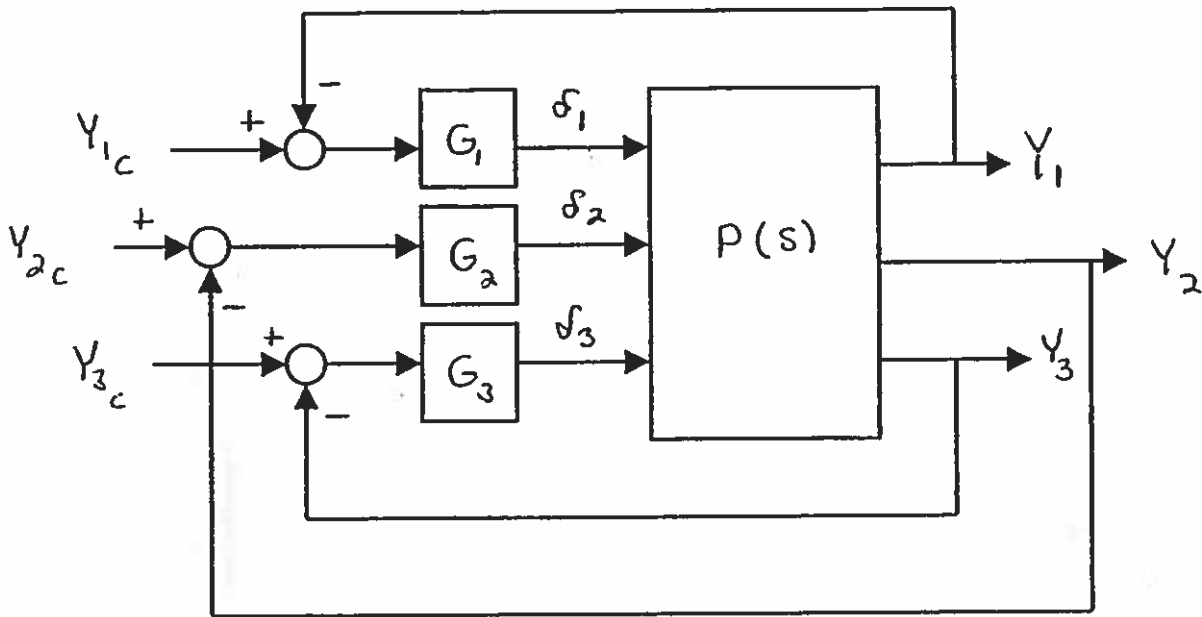 −
+
Y₁c
G₁
δ₁
Y₁
+
Y₂c
−
G₂
δ₂
P(S)
Y₂
+
Y₃c
−
G₃
δ₃
Y₃